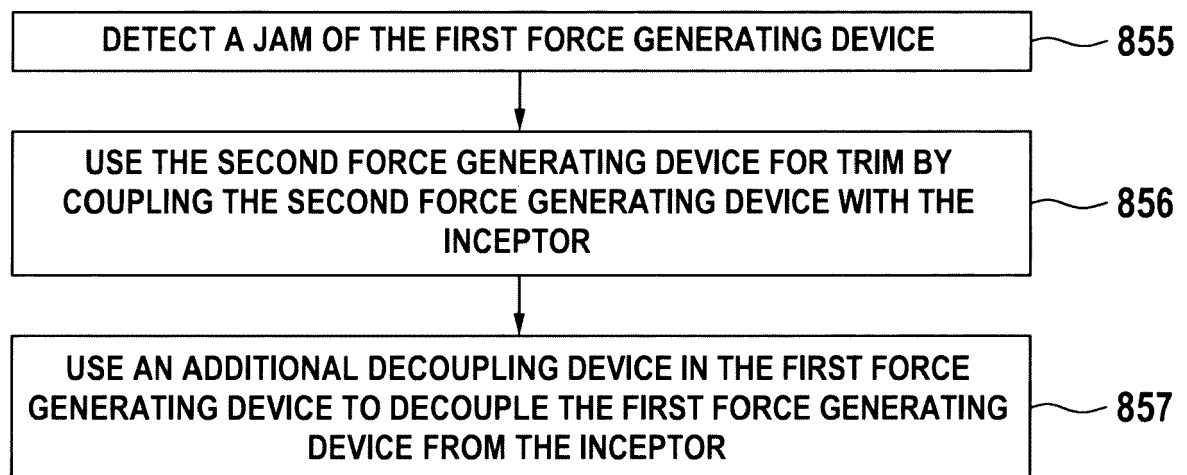 DETECT A JAM OF THE FIRST FORCE GENERATING DEVICE
855
USE THE SECOND FORCE GENERATING DEVICE FOR TRIM BY
COUPLING THE SECOND FORCE GENERATING DEVICE WITH THE
INCEPTOR
856
USE AN ADDITIONAL DECOUPLING DEVICE IN THE FIRST FORCE
GENERATING DEVICE TO DECOUPLE THE FIRST FORCE GENERATING
DEVICE FROM THE INCEPTOR
857